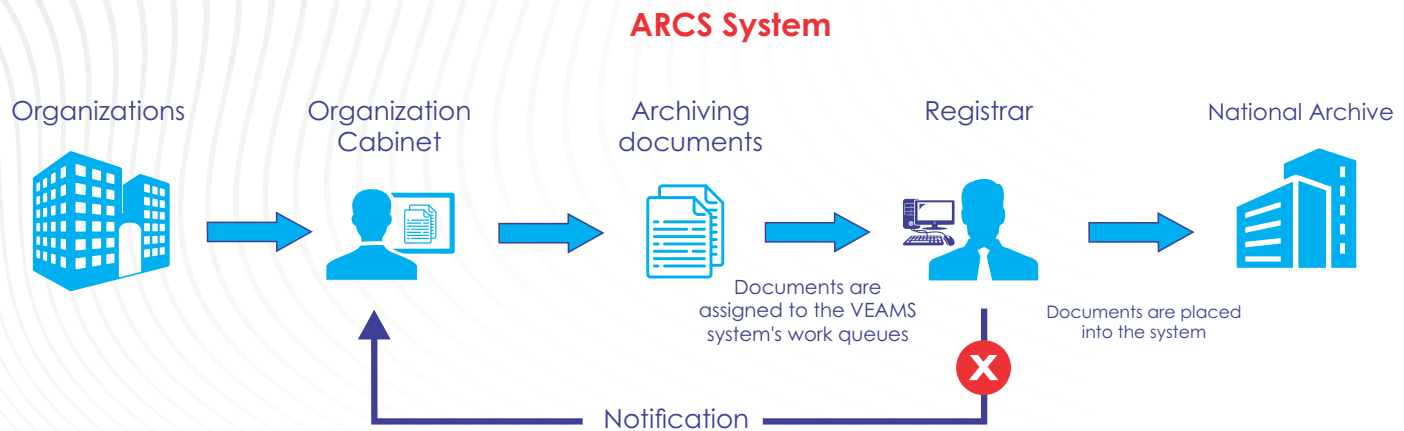 ARCS System
Organizations
Organization
Cabinet
Archiving
documents
Registrar
National Archive
Documents are
assigned to the VEAMS
system's work queues
Documents are placed
into the system
X
Notification